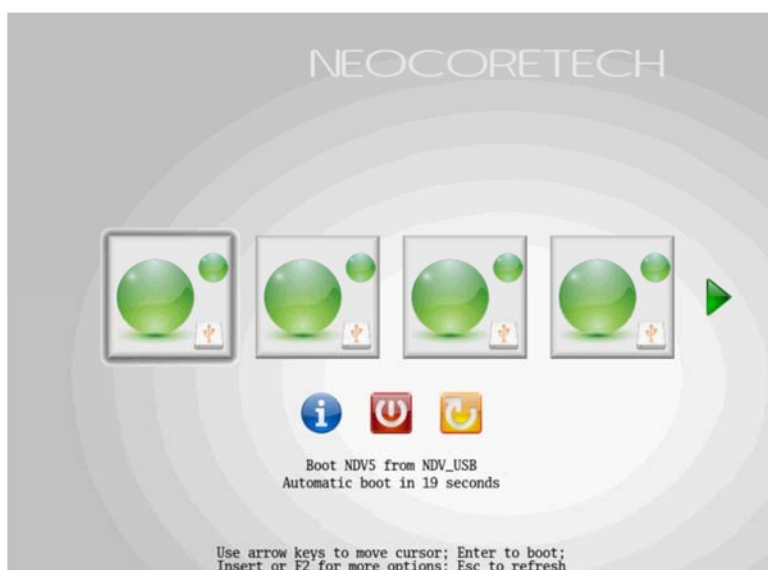 NEOCORETECH
Boot NDV5 from NDV_USB
Automatic boot in 19 seconds
Use arrow keys to move cursor; Enter to boot;
Insert or F2 for more options; Esc to refresh